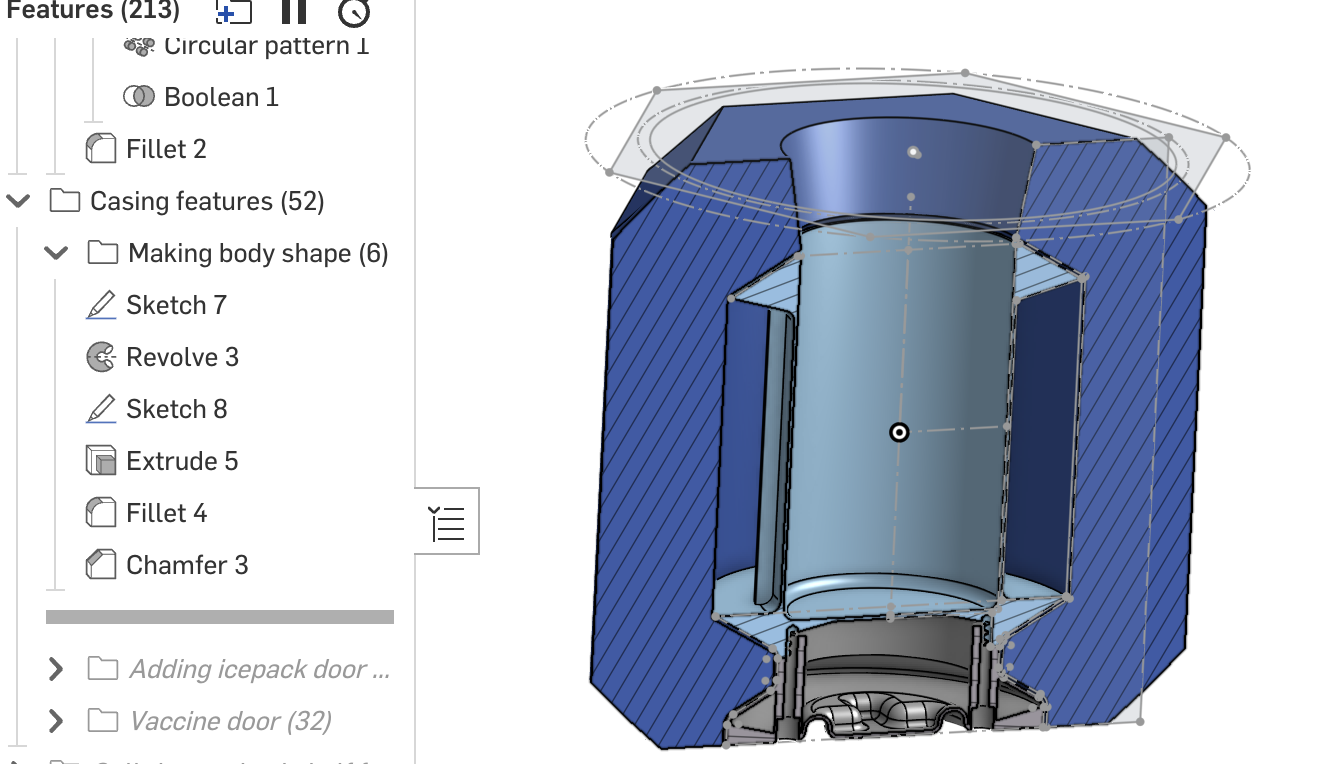 Features (213)
Circular pattern 1
Boolean 1
Fillet 2
Casing features (52)
Making body shape (6)
Sketch 7
Revolve 3
Sketch 8
Extrude 5
Fillet 4
Chamfer 3
Adding icepack door ...
Vaccine door (32)